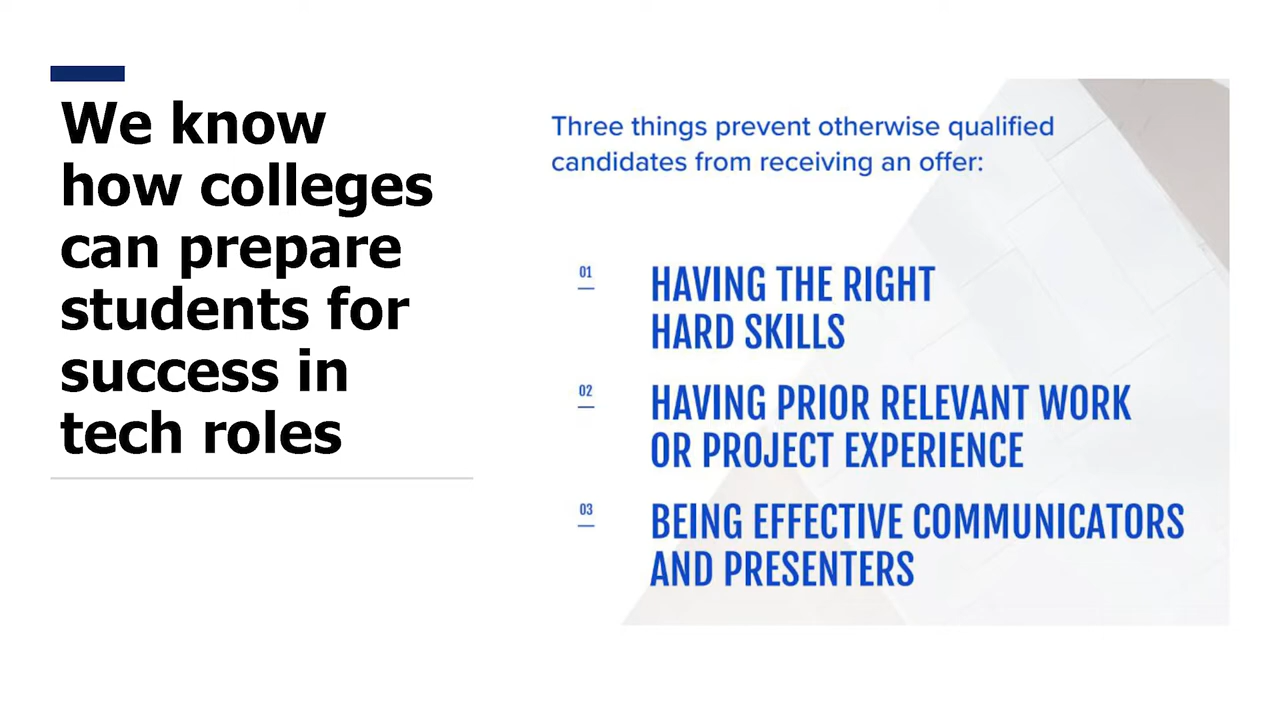 We know
how colleges
can prepare
students for
success in
tech roles
Three things prevent otherwise qualified
candidates from receiving an offer:
01
HAVING THE RIGHT
HARD SKILLS
02
HAVING PRIOR RELEVANT WORK
OR PROJECT EXPERIENCE
03
BEING EFFECTIVE COMMUNICATORS
AND PRESENTERS